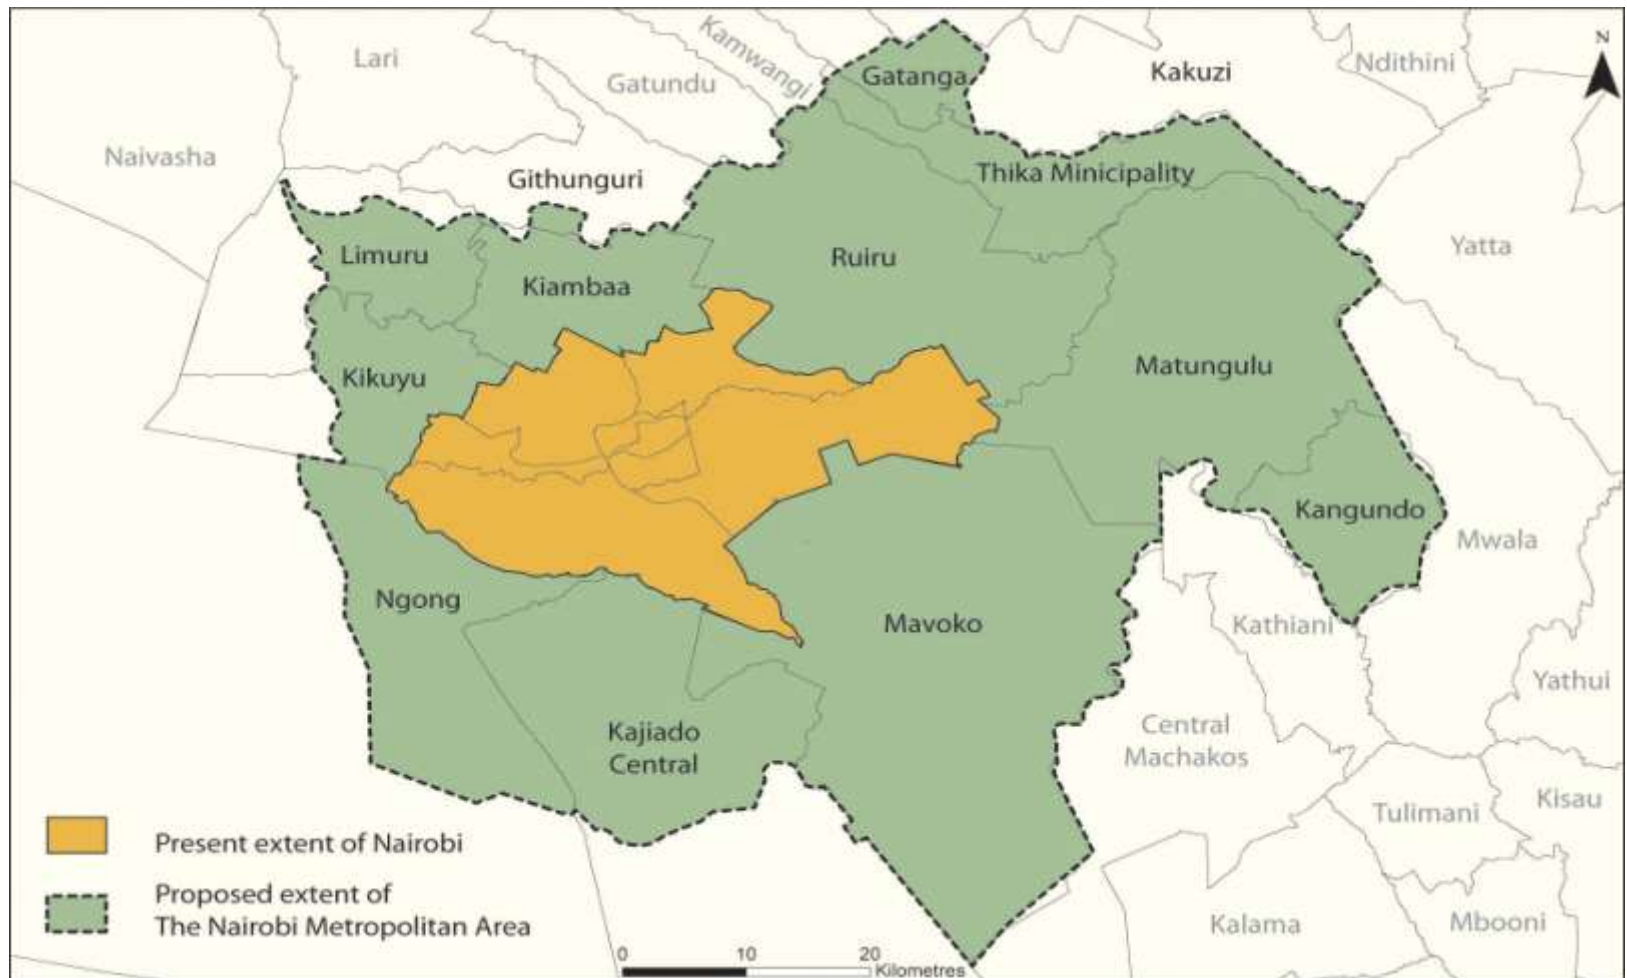 N
Lari
Kamwangi
Gatanga
Kakuzi
Ndithini
Gatundu
Naivasha
Githunguri
Thika Minicipality
Limuru
Kiambaa
Ruiru
Yatta
Kikuyu
Matungulu
Kangundo
Mwala
Ngong
Mavoko
Kathiani
Yathui
Kajiado
Central
Central
Machakos
Tulimani
Kisau
Kalama
Mbooni
Present extent of Nairobi
Proposed extent of
The Nairobi Metropolitan Area
0 10 20
Kilometres